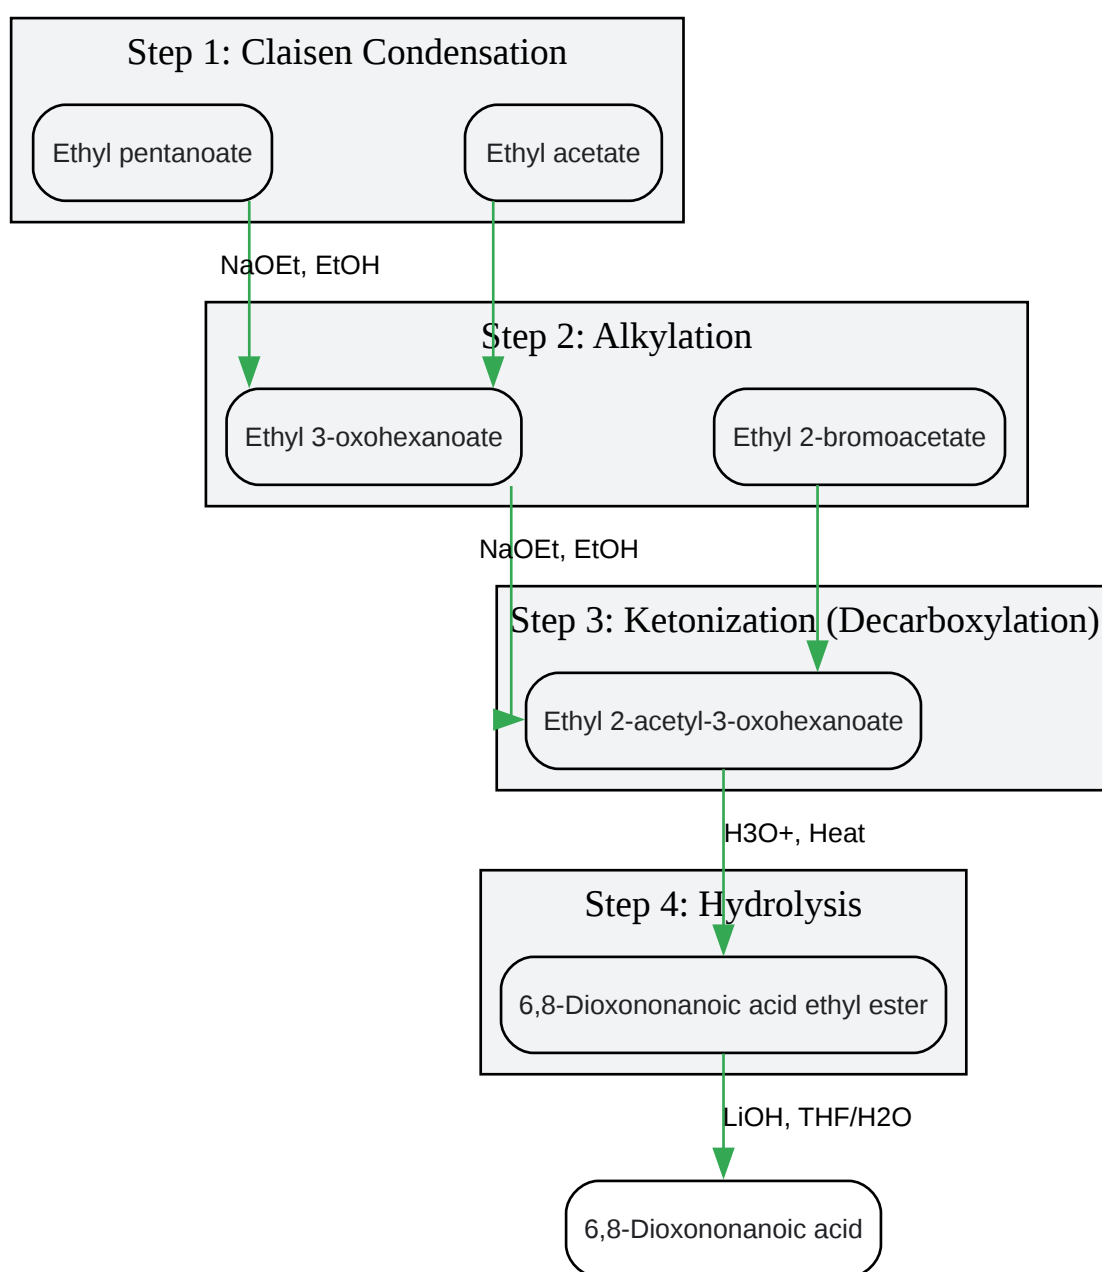 Step 1: Claisen Condensation
Ethyl pentanoate
Ethyl acetate
NaOEt, EtOH
Step 2: Alkylation
Ethyl 3-oxohexanoate
Ethyl 2-bromoacetate
NaOEt, EtOH
Step 3: Ketonization (Decarboxylation)
Ethyl 2-acetyl-3-oxohexanoate
H3O+, Heat
Step 4: Hydrolysis
6,8-Dioxononanoic acid ethyl ester
LiOH, THF/H2O
6,8-Dioxononanoic acid